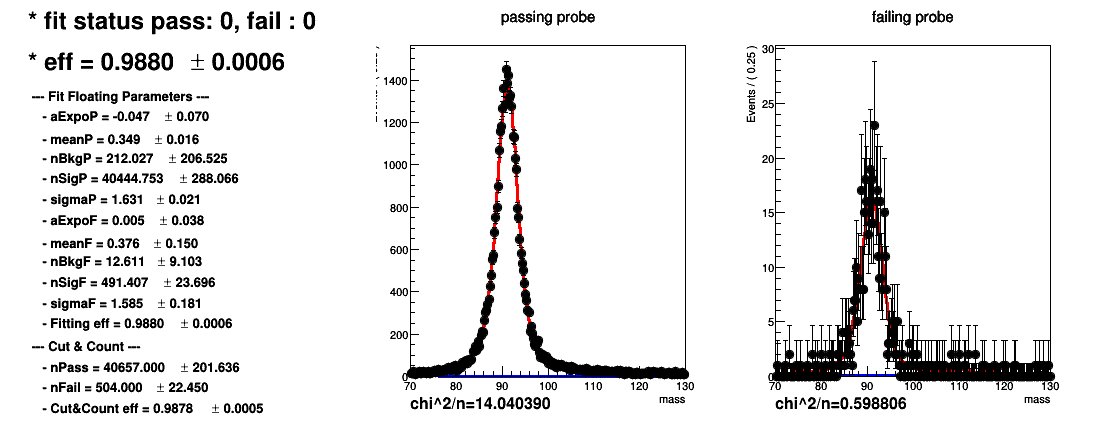 * fit status pass: 0, fail : 0
* eff = 0.9880 ± 0.0006
--- Fit Floating Parameters ---
- aExpoP = -0.047 ± 0.070
- meanP = 0.349 ± 0.016
- nBkgP = 212.027 ± 206.525
- nSigP = 40444.753 ± 288.066
- sigmaP = 1.631 ± 0.021
- aExpoF = 0.005 ± 0.038
- meanF = 0.376 ± 0.150
- nBkgF = 12.611 ± 9.103
- nSigF = 491.407 ± 23.696
- sigmaF = 1.585 ± 0.181
- Fitting eff = 0.9880 ± 0.0006
--- Cut & Count ---
- nPass = 40657.000 ± 201.636
- nFail = 504.000 ± 22.450
- Cut&Count eff = 0.9878 ± 0.0005
passing probe
1400
1200
1000
800
600
400
200
0
70 80 90 100 110 120 130
mass
chi^2/n=14.040390
failing probe
Events / ( 0.25 )
30
25
20
15
10
5
0
70 80 90 100 110 120 130
mass
chi^2/n=0.598806